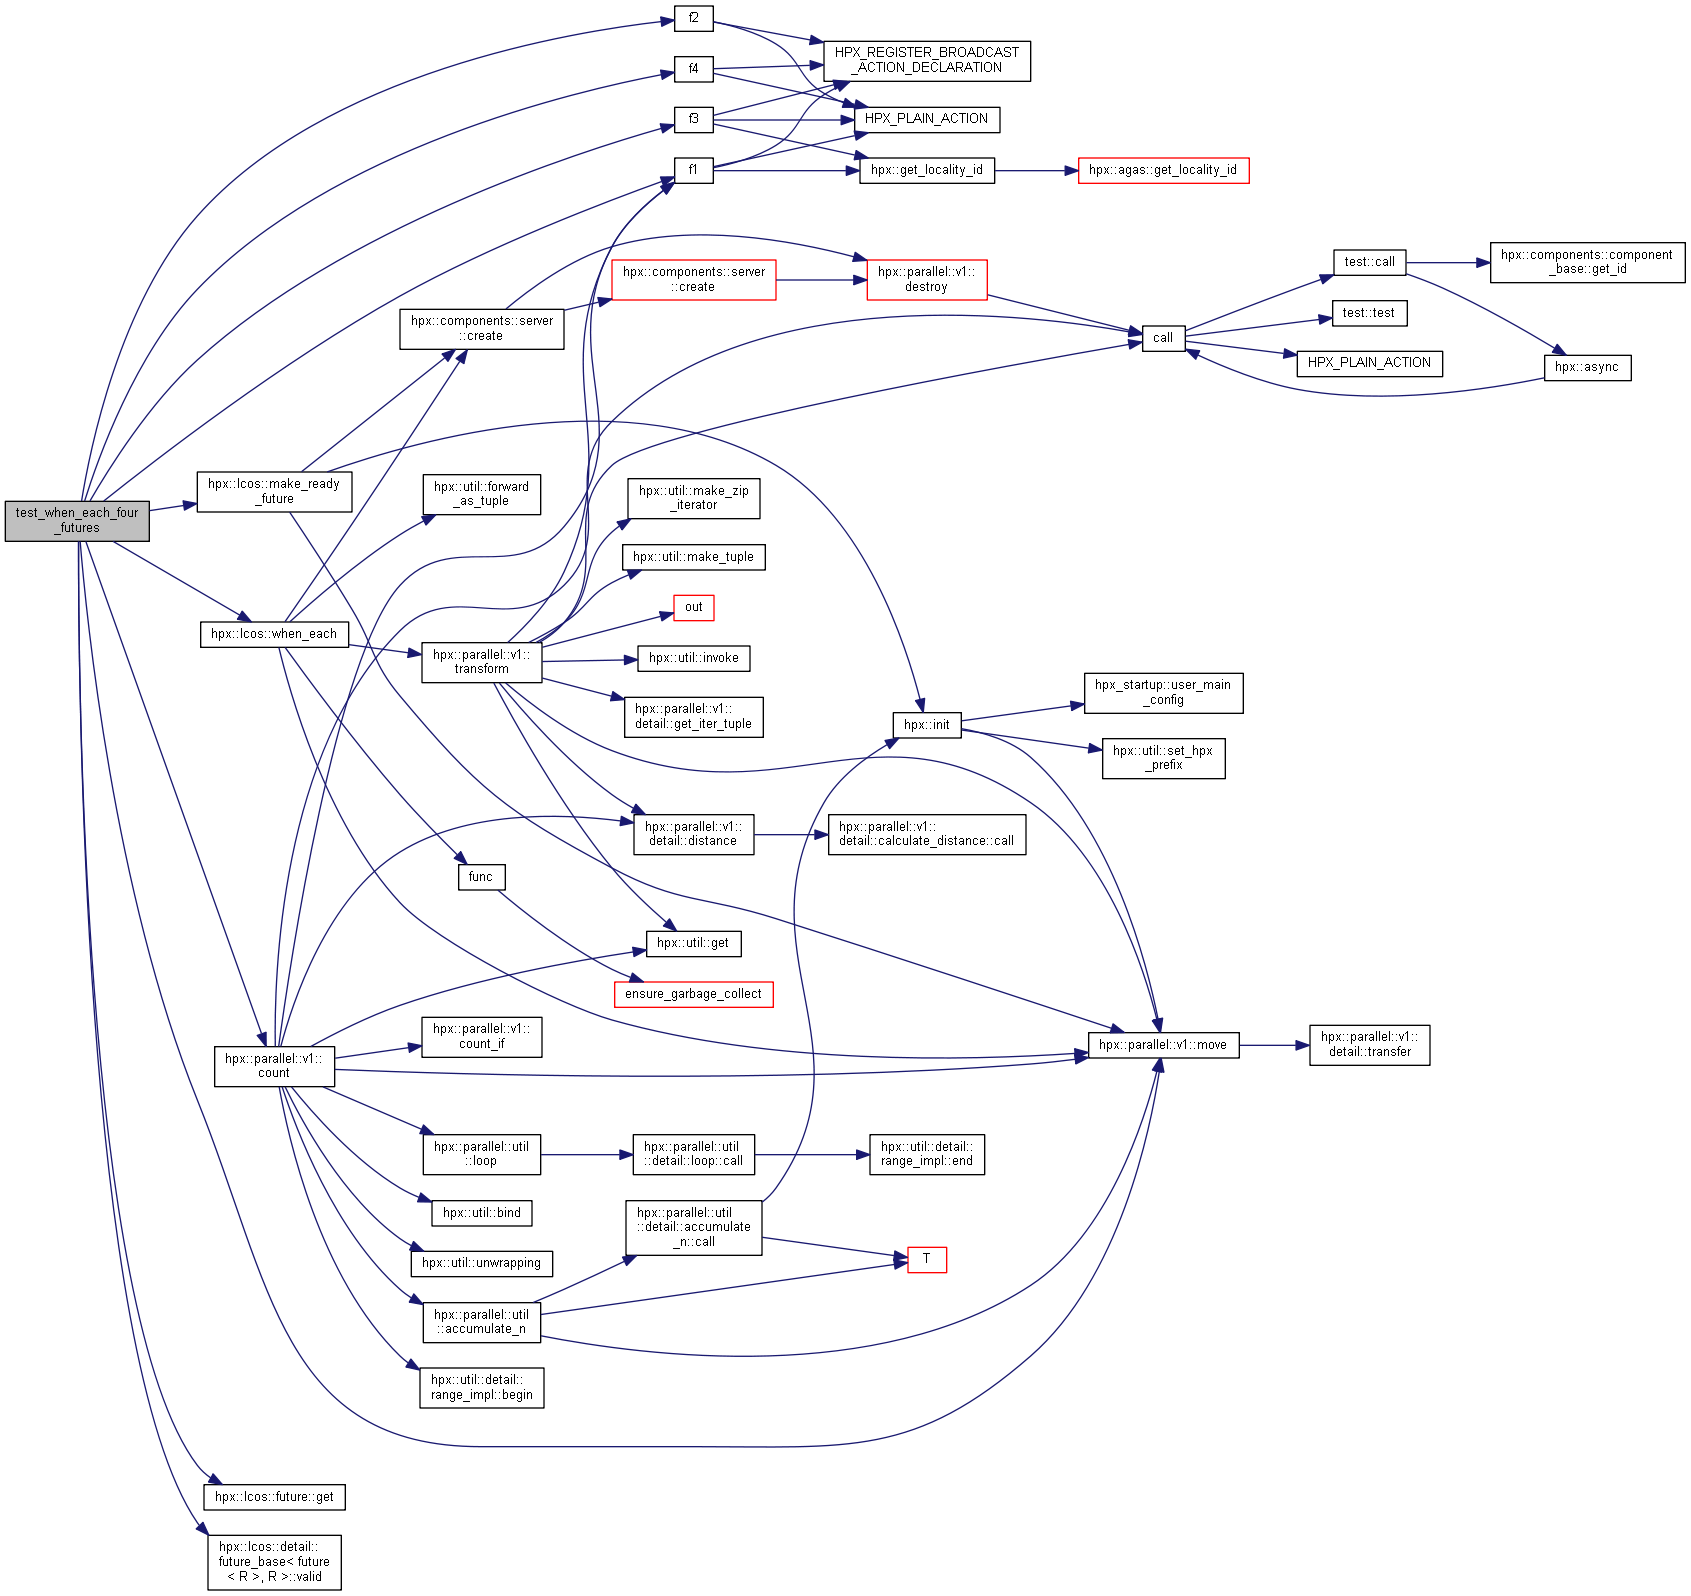 f2
HPX_REGISTER_BROADCAST
_ACTION_DECLARATION
f4
f3
HPX_PLAIN_ACTION
f1
hpx::get_locality_id
hpx::agas::get_locality_id
test::call
hpx::components::component
_base::get_id
hpx::components::server
::create
hpx::parallel::v1::
destroy
test::test
hpx::components::server
::create
call
HPX_PLAIN_ACTION
hpx::async
hpx::lcos::make_ready
_future
hpx::util::forward
_as_tuple
hpx::util::make_zip
_iterator
test_when_each_four
_futures
hpx::util::make_tuple
out
hpx::lcos::when_each
hpx::parallel::v1::
transform
hpx::util::invoke
hpx::parallel::v1::
detail::get_iter_tuple
hpx::init
hpx_startup::user_main
_config
hpx::util::set_hpx
_prefix
hpx::parallel::v1::
detail::distance
hpx::parallel::v1::
detail::calculate_distance::call
func
hpx::util::get
ensure_garbage_collect
hpx::parallel::v1::
count
hpx::parallel::v1::
count_if
hpx::parallel::v1::move
hpx::parallel::v1::
detail::transfer
hpx::parallel::util
::loop
hpx::parallel::util
::detail::loop::call
hpx::util::detail::
range_impl::end
hpx::util::bind
hpx::parallel::util
::detail::accumulate
_n::call
hpx::util::unwrapping
T
hpx::parallel::util
::accumulate_n
hpx::util::detail::
range_impl::begin
hpx::lcos::future::get
hpx::lcos::detail::
future_base< future
< R >, R >::valid